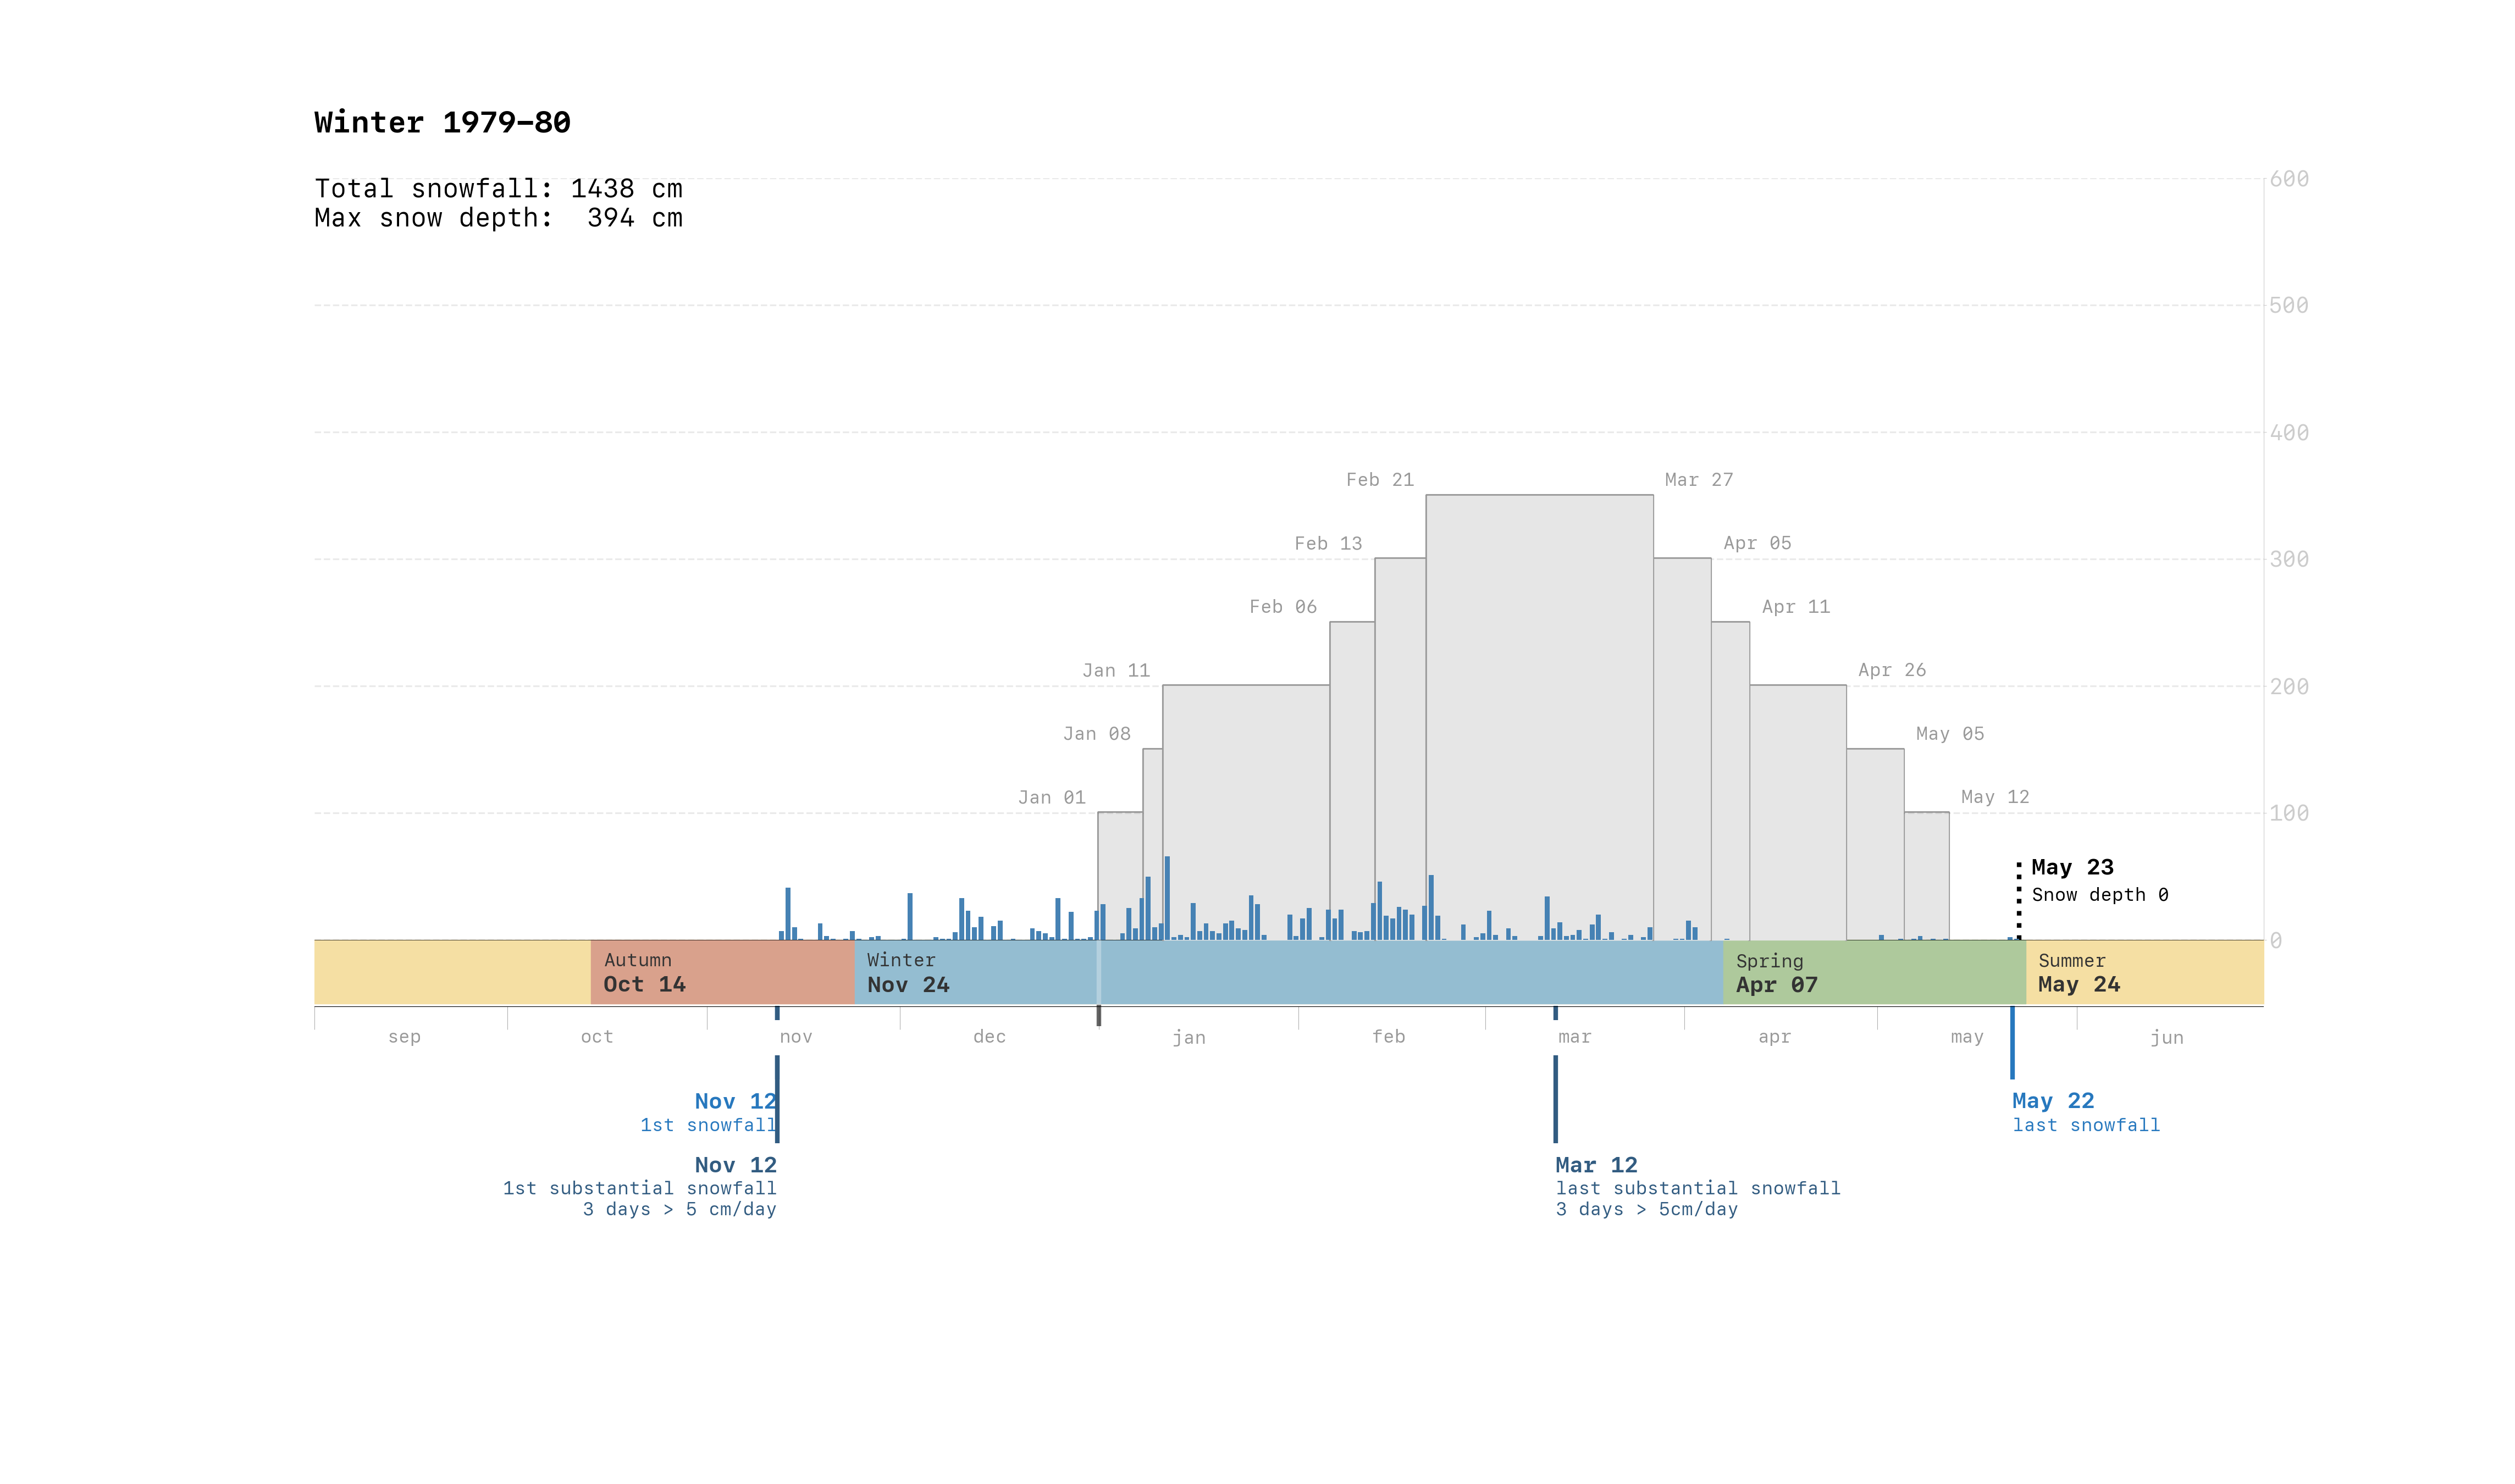 Winter 1979–80
Total snowfall: 1438 cm
Max snow depth:  394 cm
600
500
400
300
200
100
0
Feb 21
Mar 27
Feb 13
Apr 05
Feb 06
Apr 11
Jan 11
Apr 26
Jan 08
May 05
Jan 01
May 12
May 23
Snow depth 0
Autumn
Oct 14
Winter
Nov 24
Spring
Apr 07
Summer
May 24
sep
oct
nov
dec
jan
feb
mar
apr
may
jun
Nov 12
1st snowfall
Nov 12
1st substantial snowfall
3 days > 5 cm/day
Mar 12
last substantial snowfall
3 days > 5cm/day
May 22
last snowfall